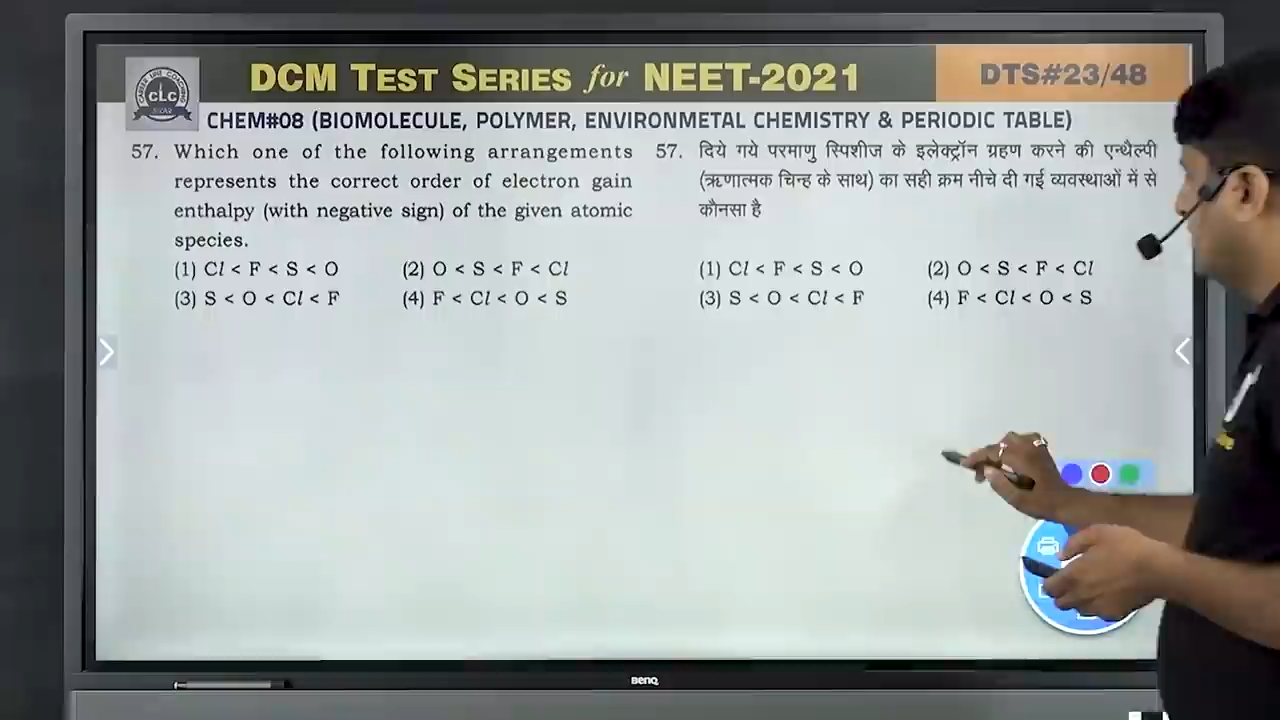 DCM TEST SERIES for NEET-2021
DTS#23/48
CLC
CHEM#08 (BIOMOLECULE, POLYMER, ENVIRONMETAL CHEMISTRY & PERIODIC TABLE)
57. Which one of the following arrangements
represents the correct order of electron gain
enthalpy (with negative sign) of the given atomic
species.
(1) Cl < F < S < O (2) O < S < F < Cl
(3) S < O < Cl < F (4) F < Cl < O < S
57. दिये गये परमाणु स्पिशीज के इलेक्ट्रॉन ग्रहण करने की एन्थैल्पी
(ऋणात्मक चिन्ह के साथ) का सही क्रम नीचे दी गई व्यवस्थाओं में से
कौनसा है
(1) Cl < F < S < O (2) O < S < F < Cl
(3) S < O < Cl < F (4) F < Cl < O < S
BenQ